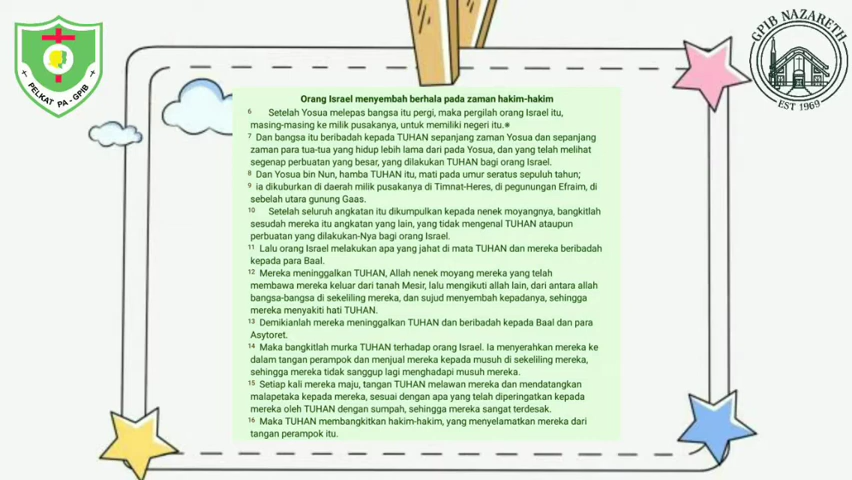 PELKAT PA-GPIB
GPIB NAZARETH
EST 1969
Orang Israel menyembah berhala pada zaman hakim-hakim
6 Setelah Yosua melepas bangsa itu pergi, maka pergilah orang Israel itu,
masing-masing ke milik pusakanya, untuk memiliki negeri itu.*
7 Dan bangsa itu beribadah kepada TUHAN sepanjang zaman Yosua dan sepanjang
zaman para tua-tua yang hidup lebih lama dari pada Yosua, dan yang telah melihat
segenap perbuatan yang besar, yang dilakukan TUHAN bagi orang Israel.
8 Dan Yosua bin Nun, hamba TUHAN itu, mati pada umur seratus sepuluh tahun;
9 ia dikuburkan di daerah milik pusakanya di Timnat-Heres, di pegunungan Efraim, di
sebelah utara gunung Gaas.
10 Setelah seluruh angkatan itu dikumpulkan kepada nenek moyangnya, bangkitlah
sesudah mereka itu angkatan yang lain, yang tidak mengenal TUHAN ataupun
perbuatan yang dilakukan-Nya bagi orang Israel.
11 Lalu orang Israel melakukan apa yang jahat di mata TUHAN dan mereka beribadah
kepada para Baal.
12 Mereka meninggalkan TUHAN, Allah nenek moyang mereka yang telah
membawa mereka keluar dari tanah Mesir, lalu mengikuti allah lain, dari antara allah
bangsa-bangsa di sekeliling mereka, dan sujud menyembah kepadanya, sehingga
mereka menyakiti hati TUHAN.
13 Demikianlah mereka meninggalkan TUHAN dan beribadah kepada Baal dan para
Asytoret.
14 Maka bangkitlah murka TUHAN terhadap orang Israel. Ia menyerahkan mereka ke
dalam tangan perampok dan menjual mereka kepada musuh di sekeliling mereka,
sehingga mereka tidak sanggup lagi menghadapi musuh mereka.
15 Setiap kali mereka maju, tangan TUHAN melawan mereka dan mendatangkan
malapetaka kepada mereka, sesuai dengan apa yang telah diperingatkan kepada
mereka oleh TUHAN dengan sumpah, sehingga mereka sangat terdesak.
16 Maka TUHAN membangkitkan hakim-hakim, yang menyelamatkan mereka dari
tangan perampok itu.